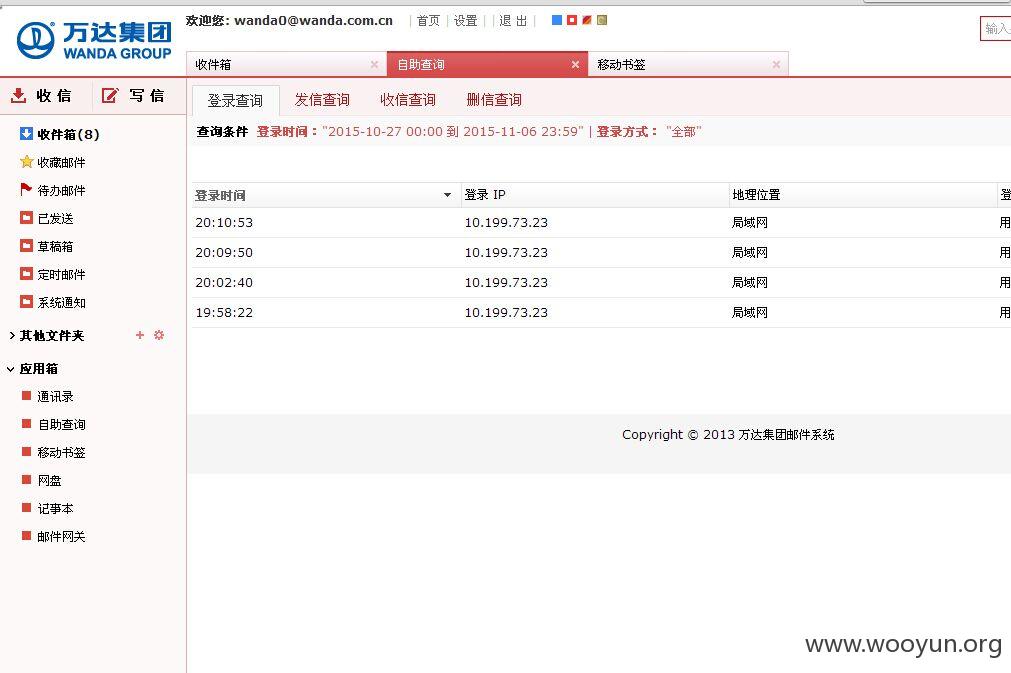 万达集团
WANDA GROUP
欢迎您: wanda0@wanda.com.cn | 首页 | 设置 | | 退 出 |
输入
收件箱 × 自助查询 × 移动书签 ×
收 信 写 信
登录查询 发信查询 收信查询 删信查询
查询条件 登录时间："2015-10-27 00:00 到 2015-11-06 23:59" | 登录方式： "全部"
收件箱(8)
收藏邮件
待办邮件
已发送
草稿箱
定时邮件
系统通知
其他文件夹 +
应用箱
通讯录
自助查询
移动书签
网盘
记事本
邮件网关
登录时间 登录 IP 地理位置 登
20:10:53 10.199.73.23 局域网 用
20:09:50 10.199.73.23 局域网 用
20:02:40 10.199.73.23 局域网 用
19:58:22 10.199.73.23 局域网 用
Copyright © 2013 万达集团邮件系统
www.wooyun.org